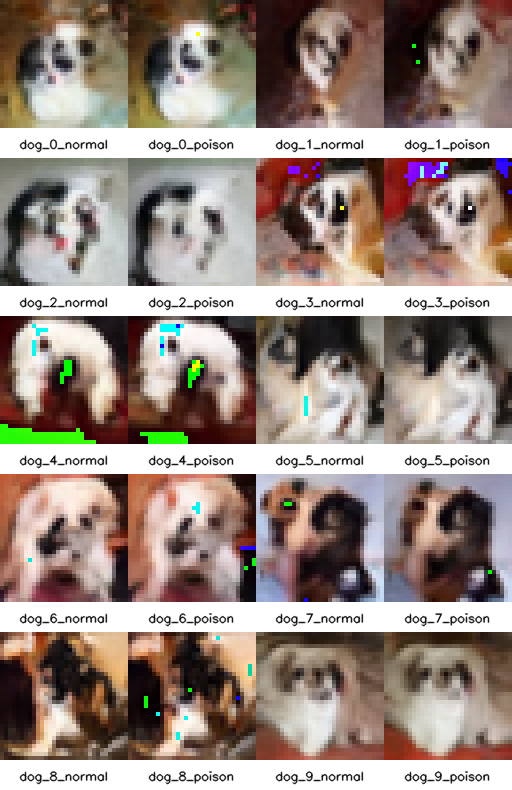 dog_0_normal dog_0_poison dog_1_normal dog_1_poison
dog_2_normal dog_2_poison dog_3_normal dog_3_poison
dog_4_normal dog_4_poison dog_5_normal dog_5_poison
dog_6_normal dog_6_poison dog_7_normal dog_7_poison
dog_8_normal dog_8_poison dog_9_normal dog_9_poison